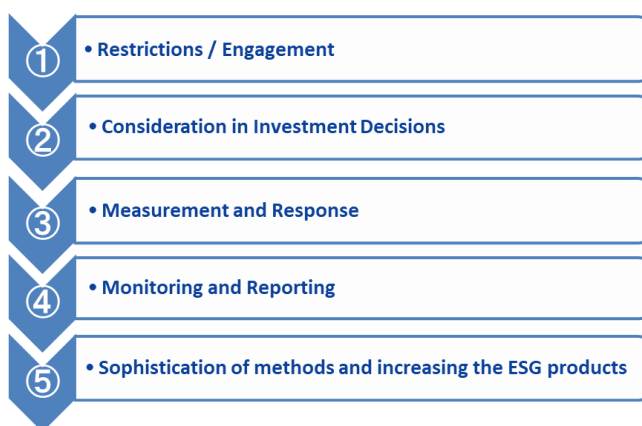 ① • Restrictions / Engagement
② • Consideration in Investment Decisions
③ • Measurement and Response
④ • Monitoring and Reporting
⑤ • Sophistication of methods and increasing the ESG products